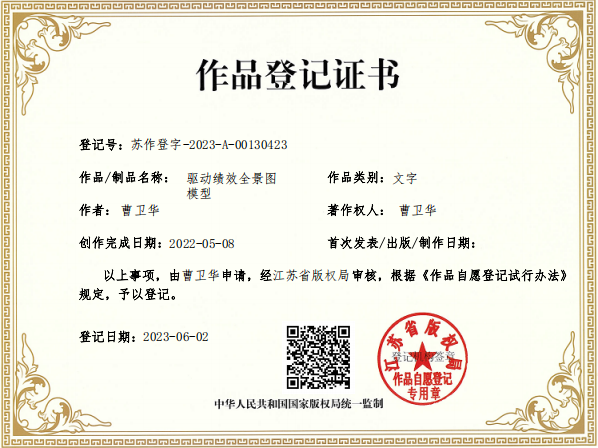 作品登记证书
登记号：苏作登字-2023-A-00130423
作品/制品名称： 驱动绩效全景图 作品类别：文字
模型
作者：曹卫华 著作权人： 曹卫华
创作完成日期：2022-05-08 首次发表/出版/制作日期：
以上事项，由曹卫华申请，经江苏省版权局审核，根据《作品自愿登记试行办法》
规定，予以登记。
登记日期：2023-06-02
江苏省版权局
登记机构签章
作品自愿登记
专用章
中华人民共和国国家版权局统一监制